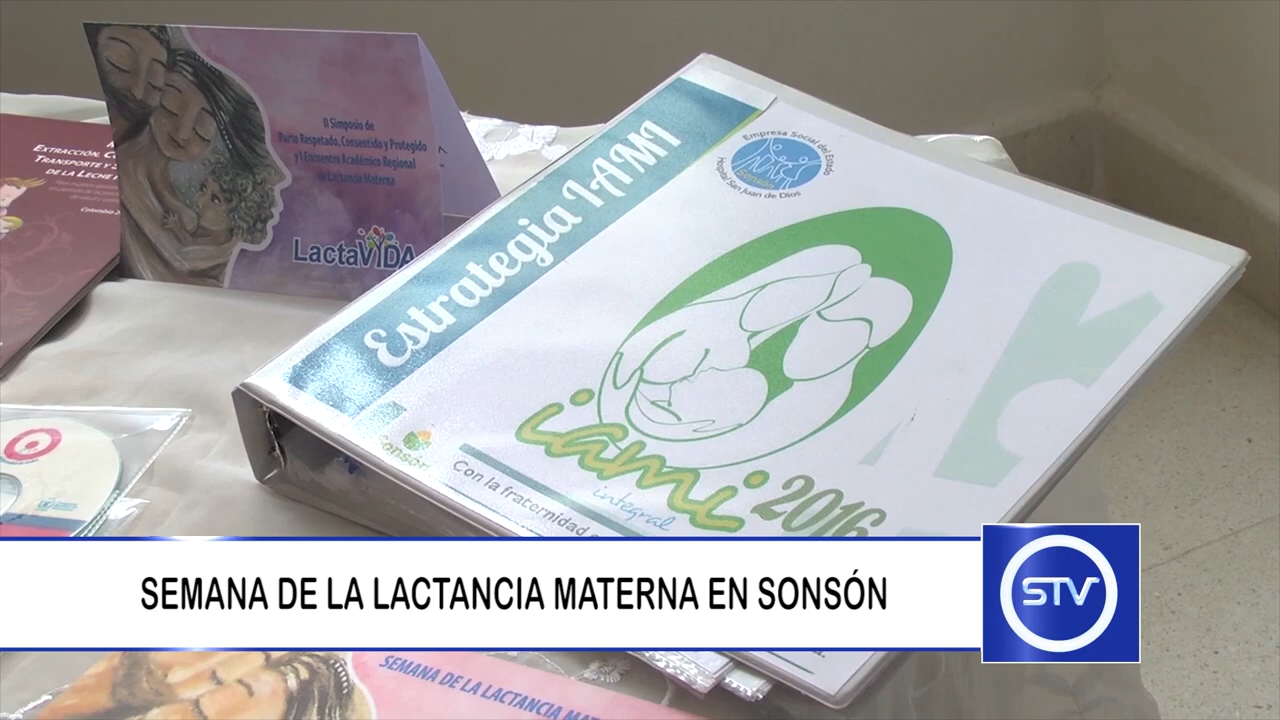 II Simposio de
Parto Respetado, Consentido y Protegido
y I Encuentro Académico Regional
de Lactancia Materna
LactaVIDA
EXTRACCIÓN,
TRANSPORTE Y
DE LA LECHE
Colombia
Estrategia IAMI
Empresa Social del Estado
Sonsón
Hospital San Juan de Dios
iami 2016
integral
Sonsón
Con la fraternidad
SEMANA DE LA LACTANCIA MATERNA EN SONSÓN
STV
SEMANA DE LA LACTANCIA